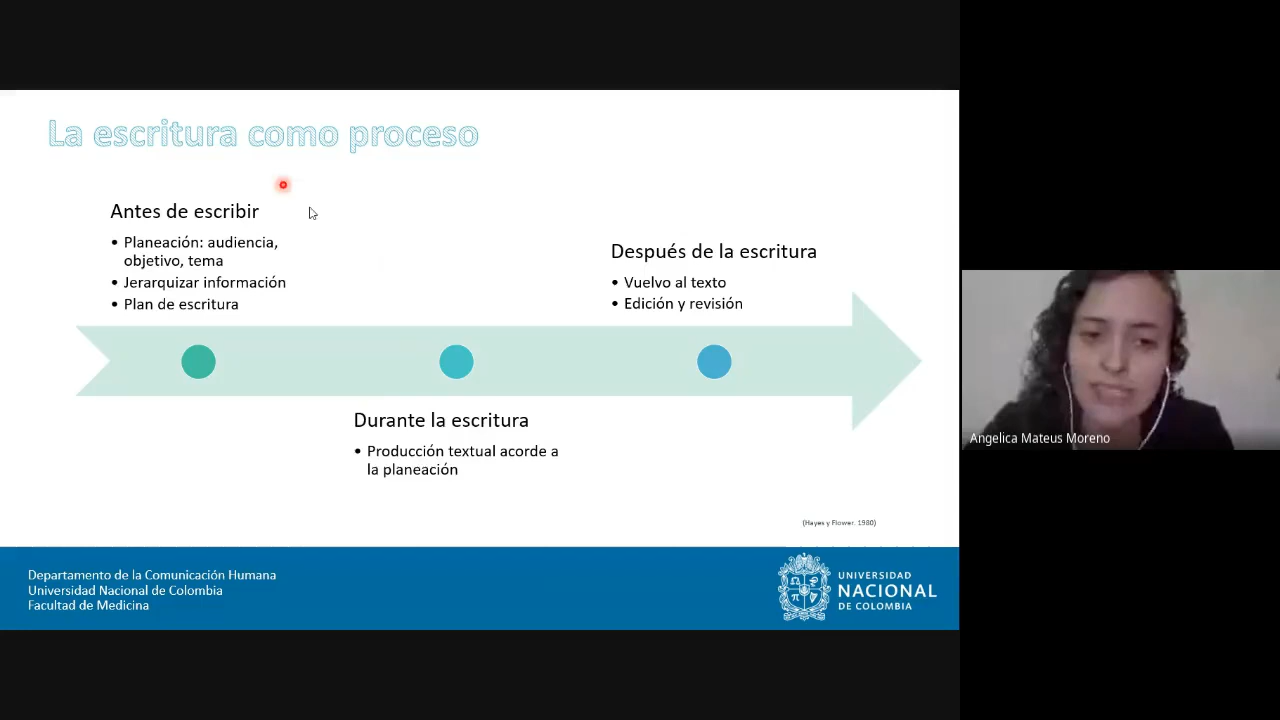 La escritura como proceso
Antes de escribir
• Planeación: audiencia,
objetivo, tema
• Jerarquizar información
• Plan de escritura
Después de la escritura
• Vuelvo al texto
• Edición y revisión
Durante la escritura
• Producción textual acorde a
la planeación
(Hayes y Flower. 1980)
Departamento de la Comunicación Humana
Universidad Nacional de Colombia
Facultad de Medicina
UNIVERSIDAD
NACIONAL
DE COLOMBIA
Angelica Mateus Moreno